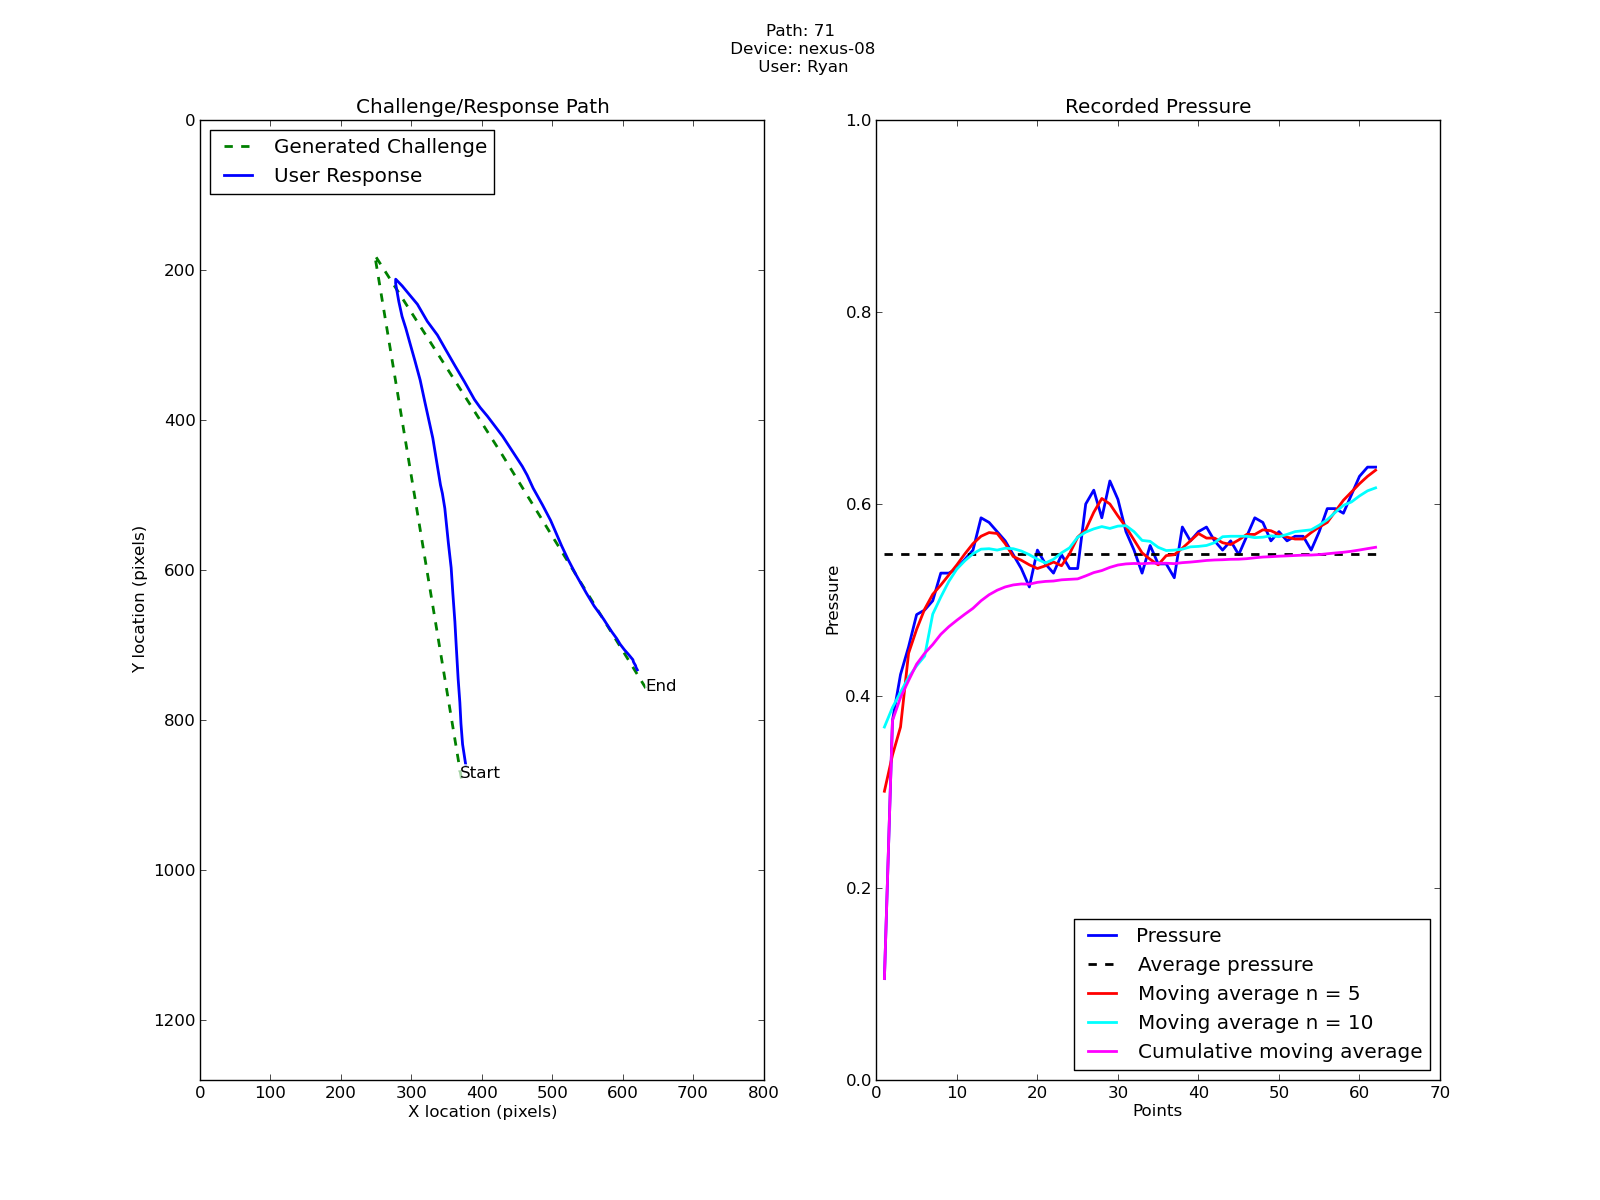 Path: 71
Device: nexus-08
User: Ryan
Challenge/Response Path
Generated Challenge
User Response
0
200
400
600
800
1000
1200
Y location (pixels)
Start
End
0 100 200 300 400 500 600 700 800
X location (pixels)
Recorded Pressure
1.0
0.8
0.6
0.4
0.2
0.0
Pressure
Pressure
Average pressure
Moving average n = 5
Moving average n = 10
Cumulative moving average
0 10 20 30 40 50 60 70
Points